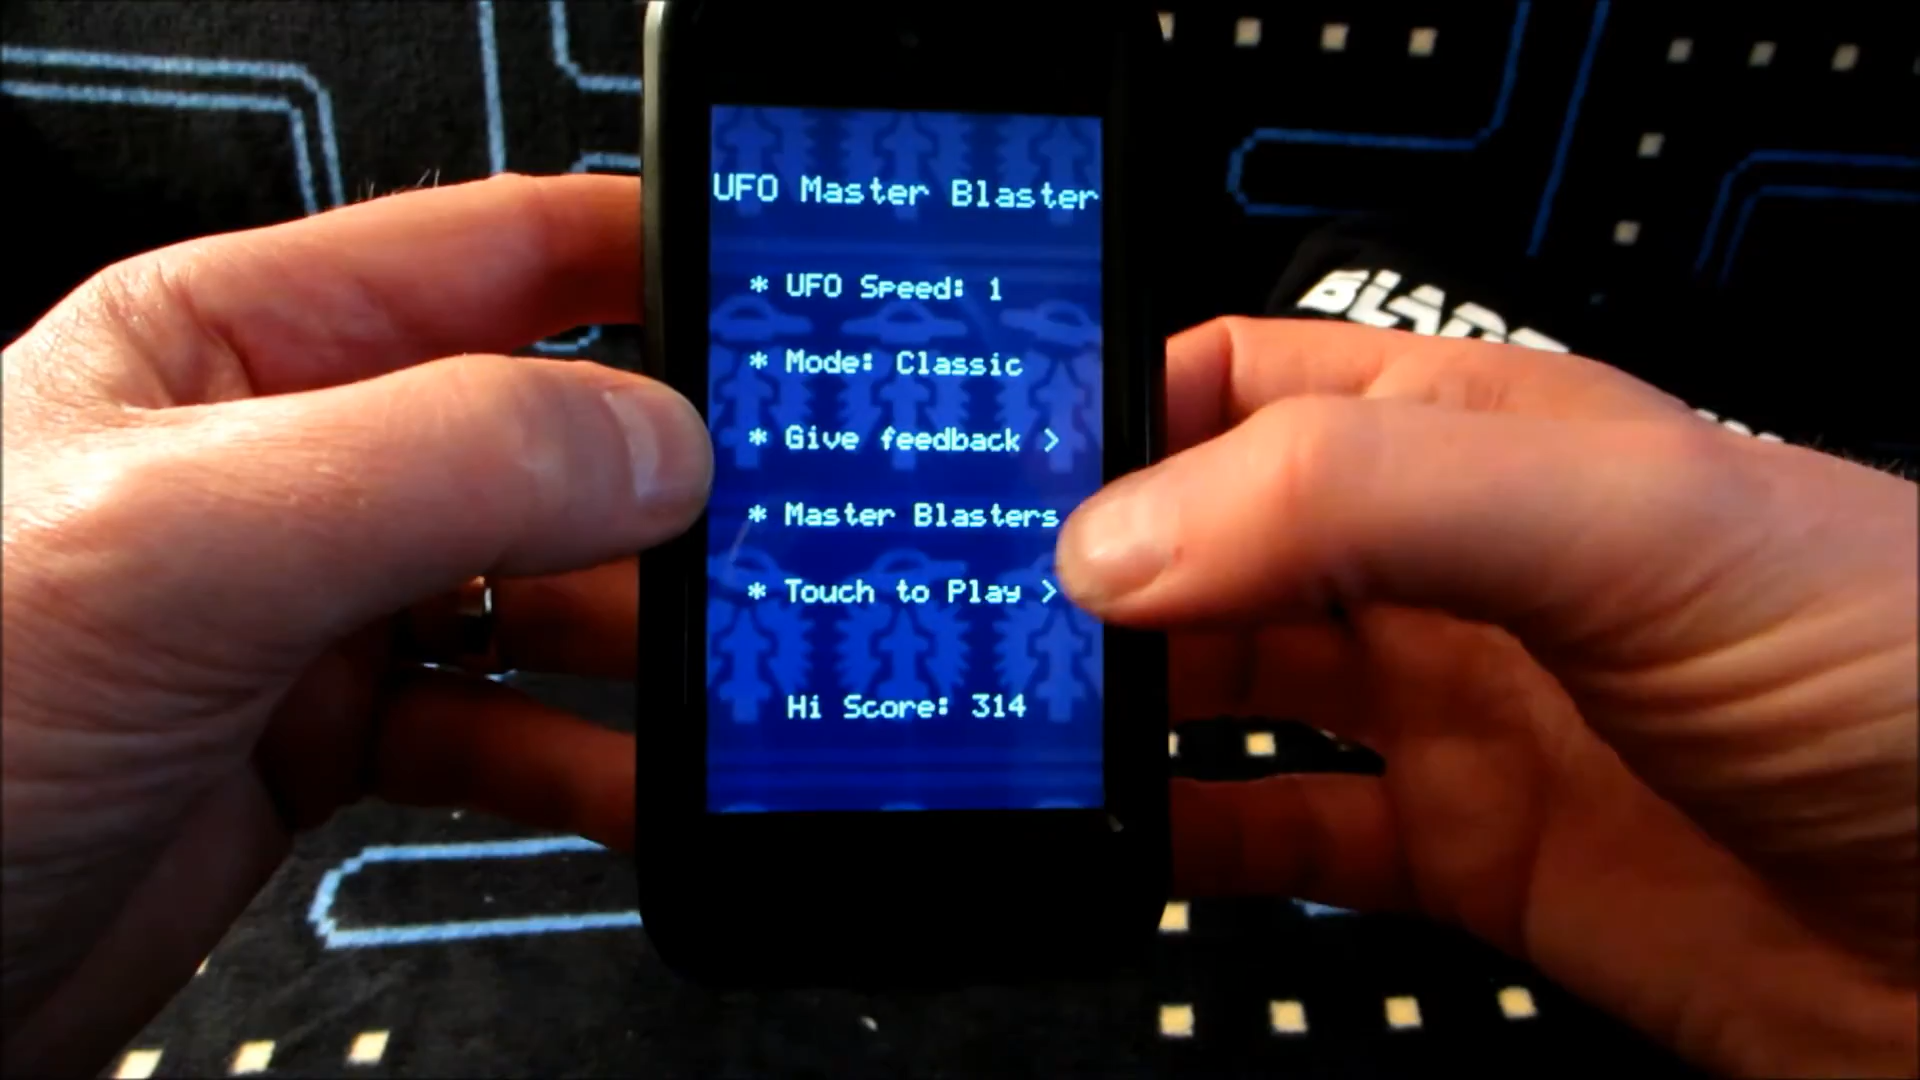 UFO Master Blaster
* UFO Speed: 1
* Mode: Classic
* Give feedback >
* Master Blasters
* Touch to Play >
Hi Score: 314